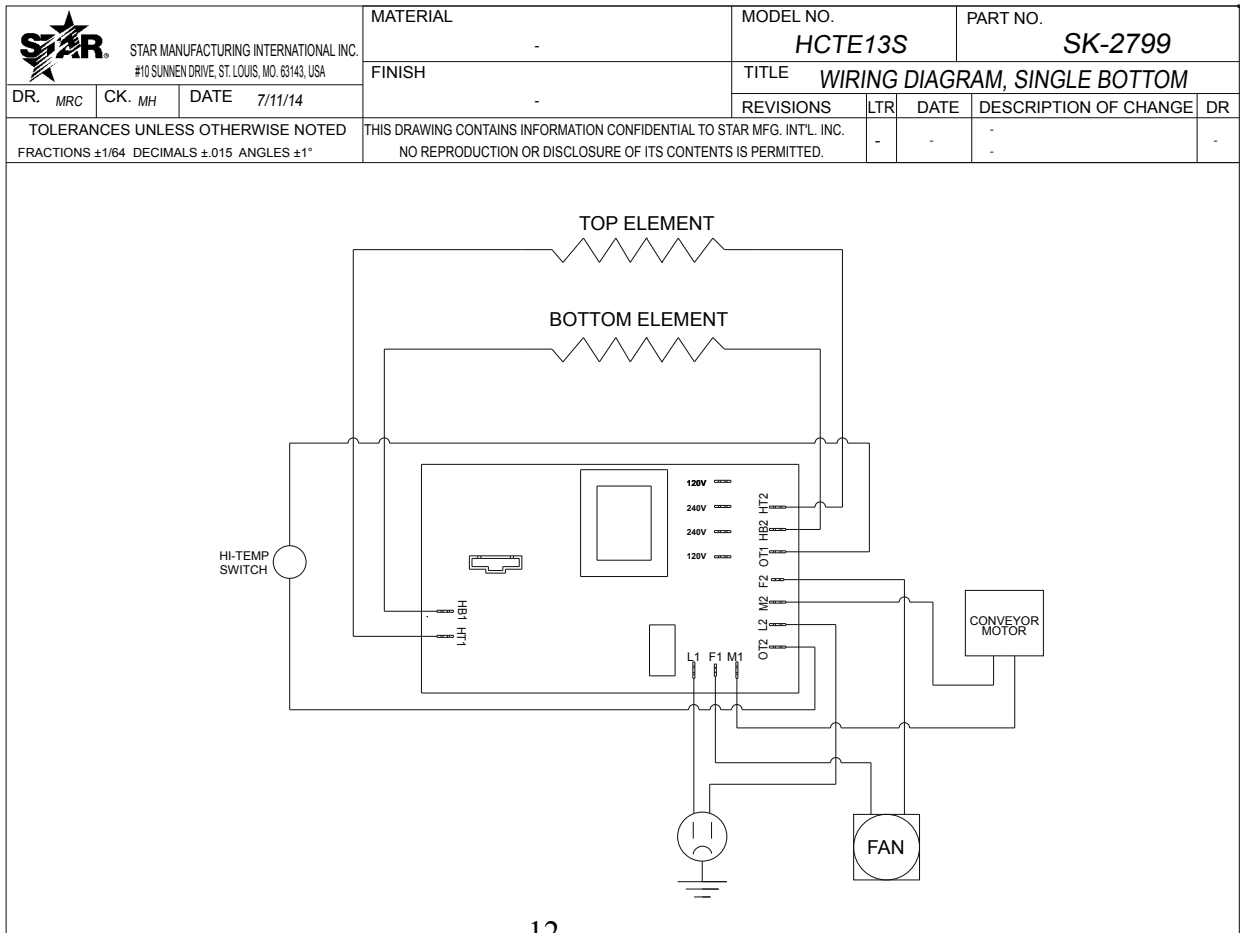 STAR®
STAR MANUFACTURING INTERNATIONAL INC.
#10 SUNNEN DRIVE, ST. LOUIS, MO. 63143, USA
DR. MRC CK. MH DATE 7/11/14
MATERIAL
-
FINISH
-
MODEL NO.
HCTE13S
PART NO.
SK-2799
TITLE WIRING DIAGRAM, SINGLE BOTTOM
REVISIONS LTR DATE DESCRIPTION OF CHANGE DR
- - - -
-
TOLERANCES UNLESS OTHERWISE NOTED
FRACTIONS ±1/64 DECIMALS ±.015 ANGLES ±1°
THIS DRAWING CONTAINS INFORMATION CONFIDENTIAL TO STAR MFG. INT'L. INC.
NO REPRODUCTION OR DISCLOSURE OF ITS CONTENTS IS PERMITTED.
TOP ELEMENT
BOTTOM ELEMENT
120V
240V
240V
120V
HT2
HB2
OT1
F2
M2
L2
OT2
HI-TEMP
SWITCH
HB1
HT1
L1 F1 M1
CONVEYOR
MOTOR
FAN
12